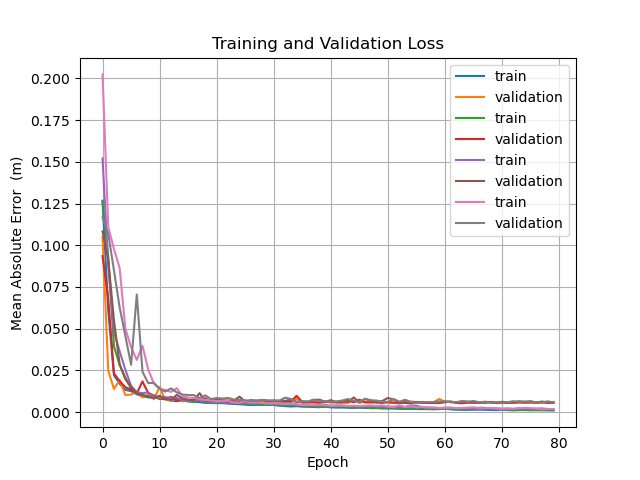 Training and Validation Loss
0.200
0.175
0.150
0.125
0.100
0.075
0.050
0.025
0.000
Mean Absolute Error (m)
train
validation
train
validation
train
validation
train
validation
0 10 20 30 40 50 60 70 80
Epoch